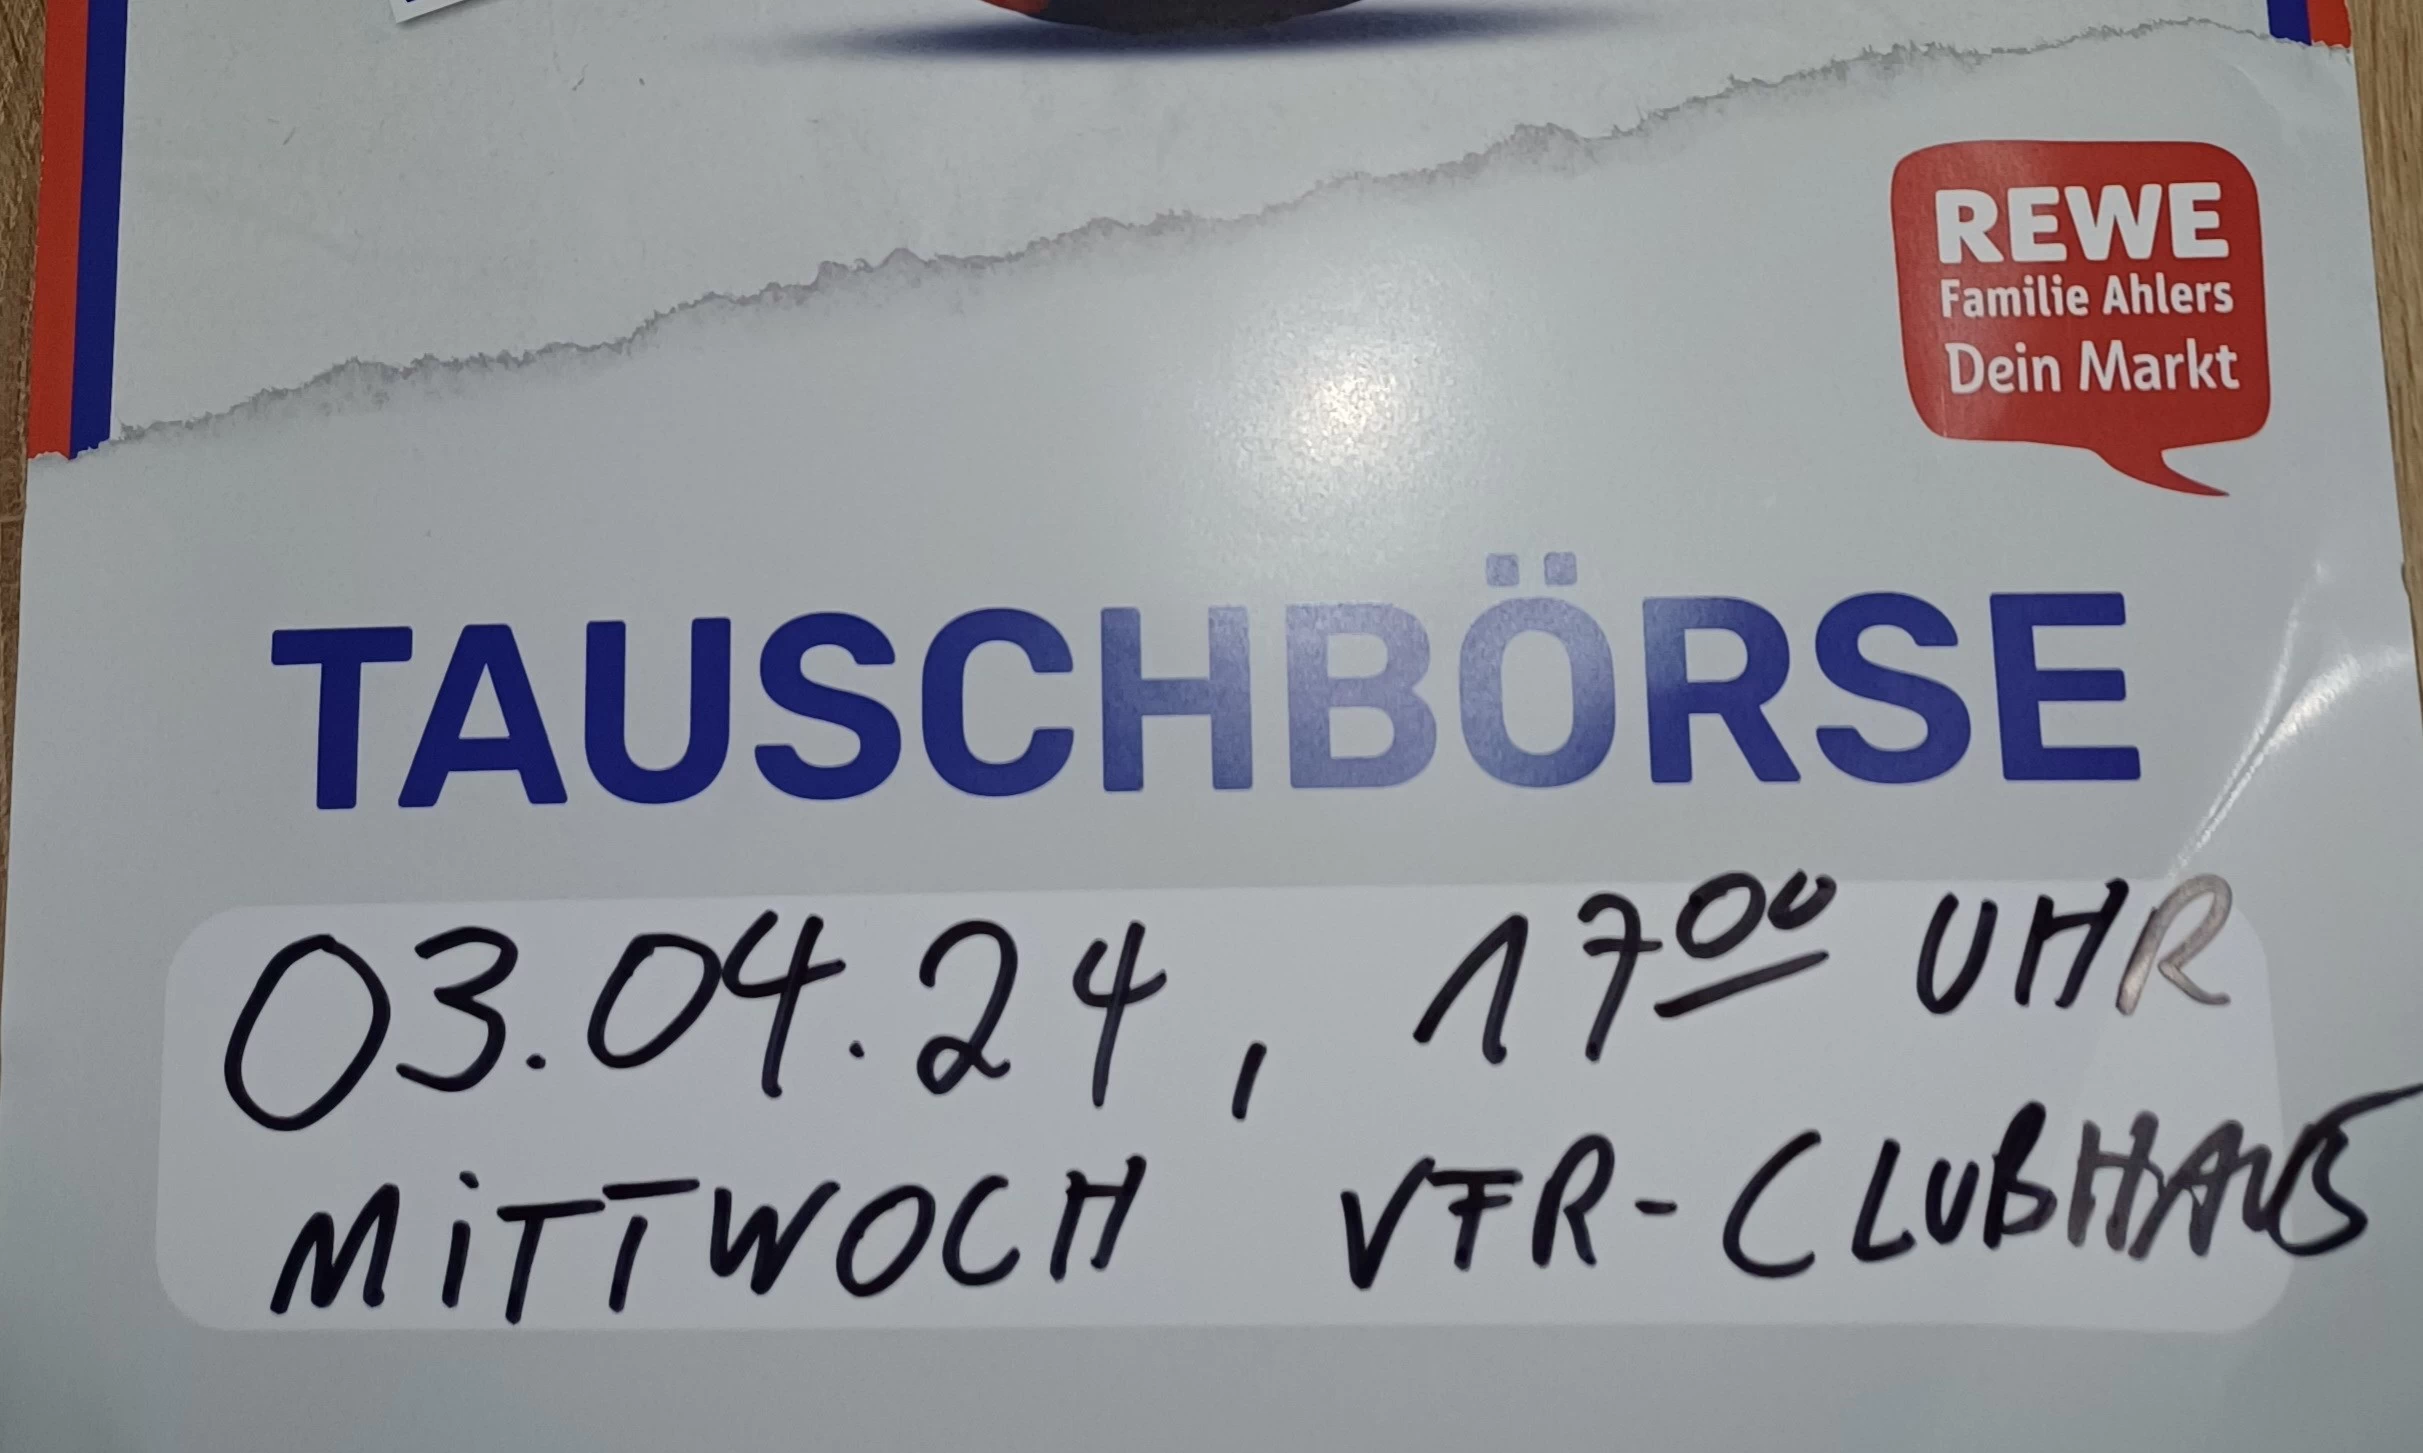 REWE
Familie Ahlers
Dein Markt
TAUSCHBÖRSE
03.04.24, 17⁰⁰ UHR
MiTTWOCH VFR-CLUBHAUS